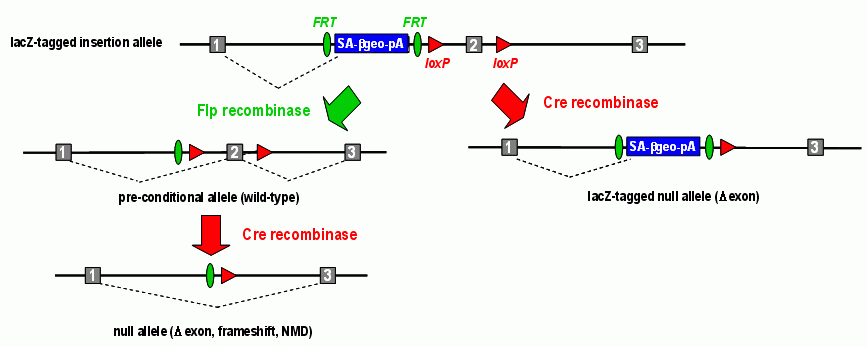 FRT FRT
lacZ-tagged insertion allele 1 SA-βgeo-pA 2 3
loxP loxP
Flp recombinase Cre recombinase
1 2 3 1 SA-βgeo-pA 3
pre-conditional allele (wild-type) lacZ-tagged null allele (Δ exon)
Cre recombinase
1 3
null allele (Δ exon, frameshift, NMD)